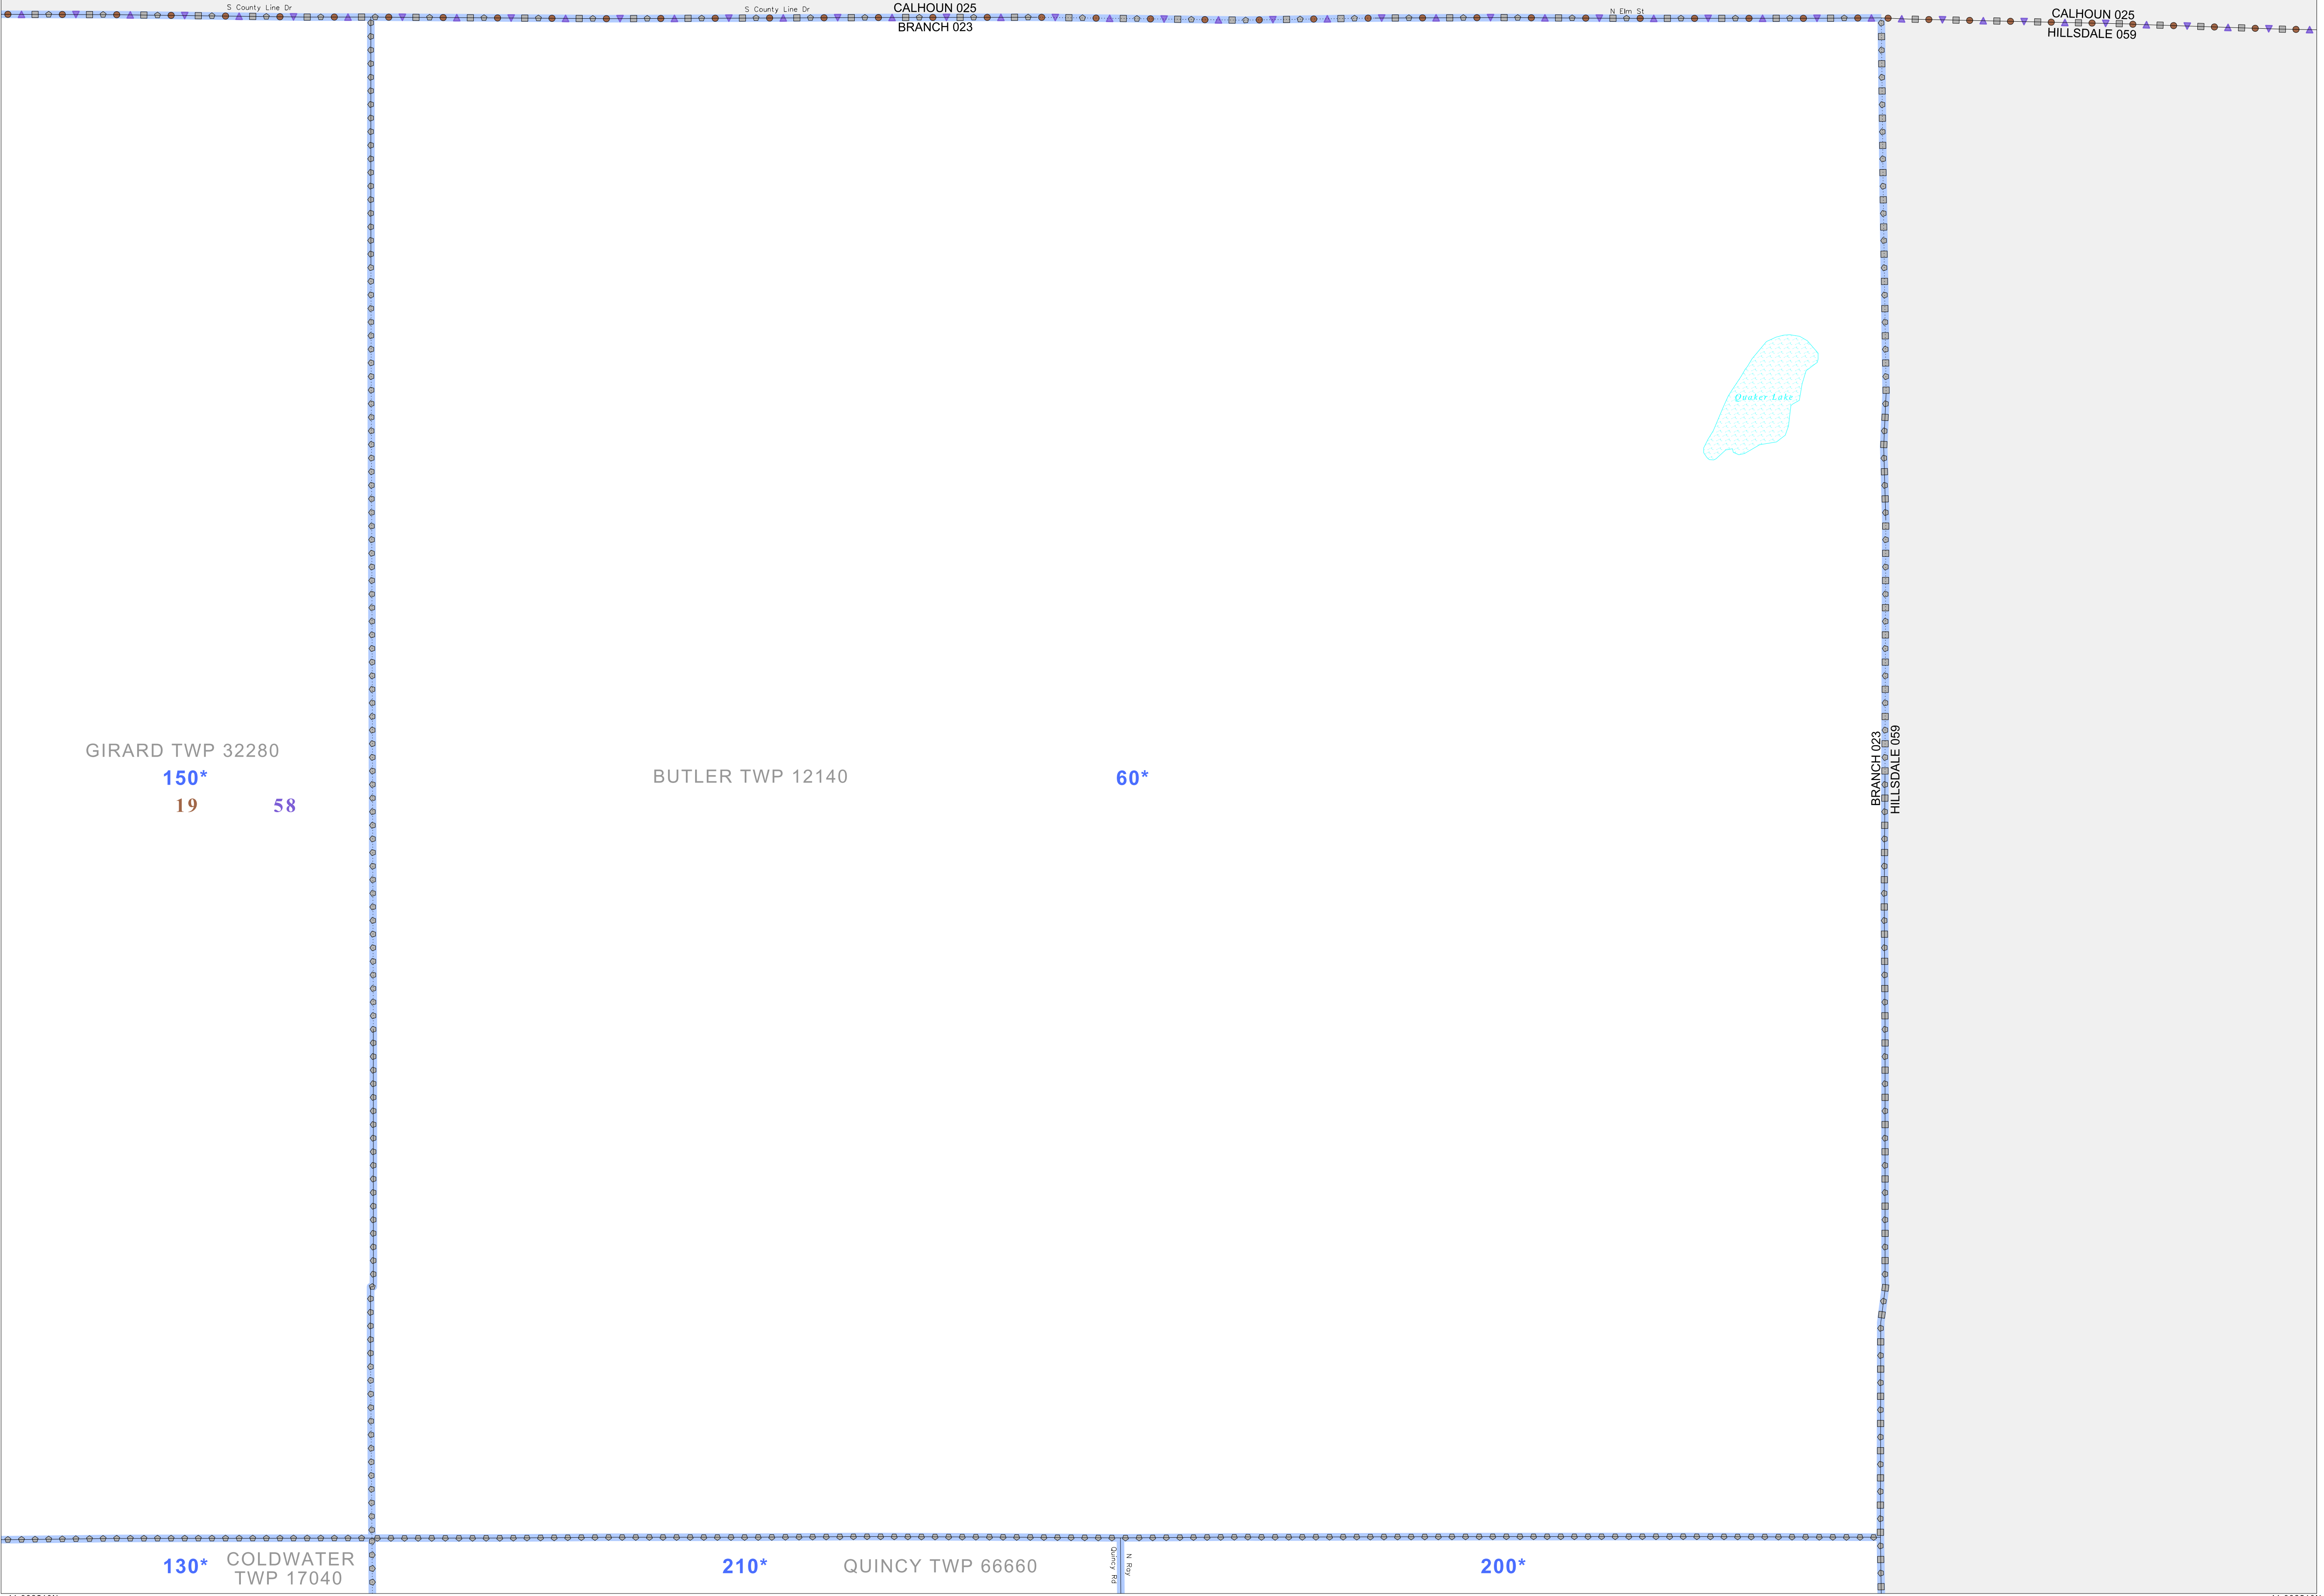 S County Line Dr
S County Line Dr
CALHOUN 025
BRANCH 023
N Elm St
CALHOUN 025
HILLSDALE 059
Quaker Lake
GIRARD TWP 32280
150*
19 58
BUTLER TWP 12140
60*
BRANCH 023
HILLSDALE 059
130*
COLDWATER
TWP 17040
210*
QUINCY TWP 66660
Quincy Rd
N Ray
200*